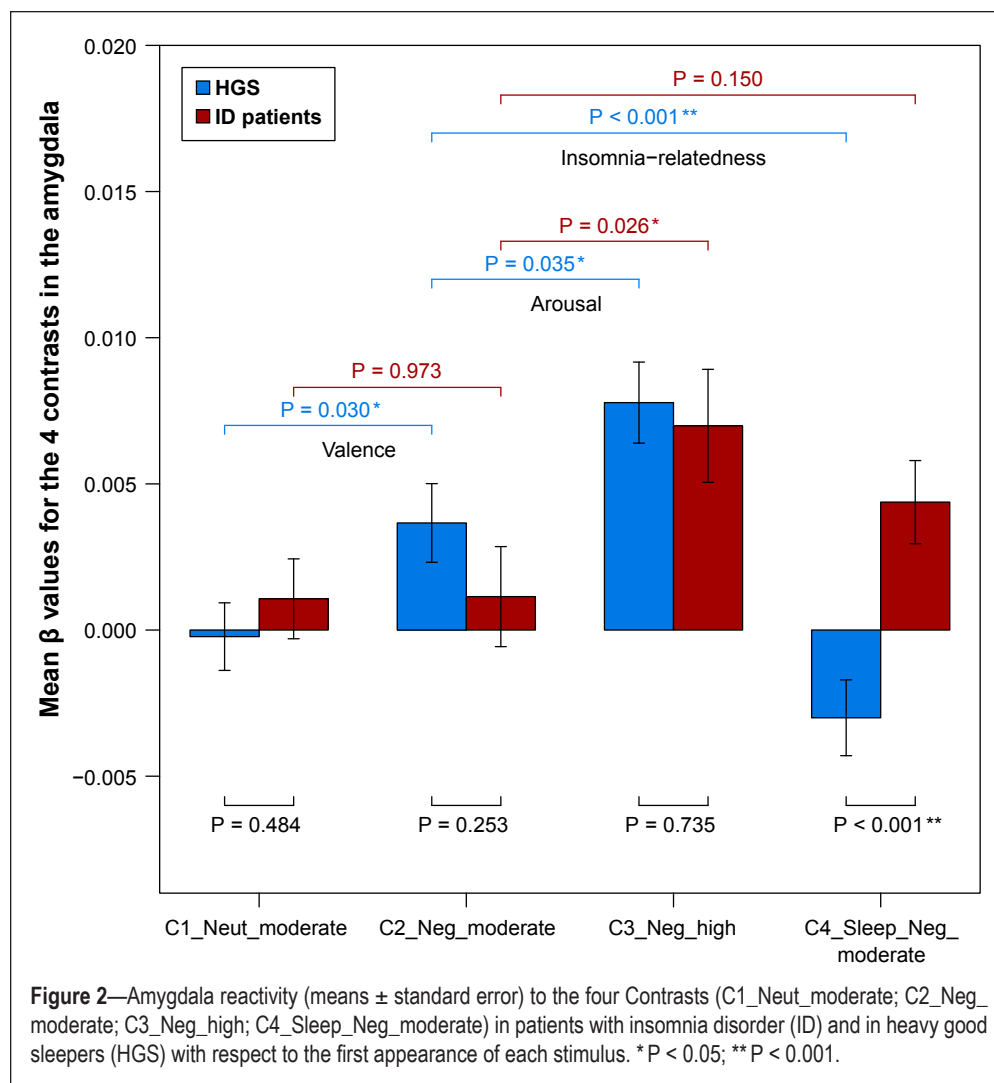 Mean β values for the 4 contrasts in the amygdala
0.020
0.015
0.010
0.005
0.000
−0.005
HGS
ID patients
P = 0.150
P < 0.001**
Insomnia−relatedness
P = 0.026*
P = 0.035*
Arousal
P = 0.973
P = 0.030*
Valence
P = 0.484
P = 0.253
P = 0.735
P < 0.001**
C1_Neut_moderate
C2_Neg_moderate
C3_Neg_high
C4_Sleep_Neg_
moderate
Figure 2—Amygdala reactivity (means ± standard error) to the four Contrasts (C1_Neut_moderate; C2_Neg_
moderate; C3_Neg_high; C4_Sleep_Neg_moderate) in patients with insomnia disorder (ID) and in heavy good
sleepers (HGS) with respect to the first appearance of each stimulus. *P < 0.05; **P < 0.001.